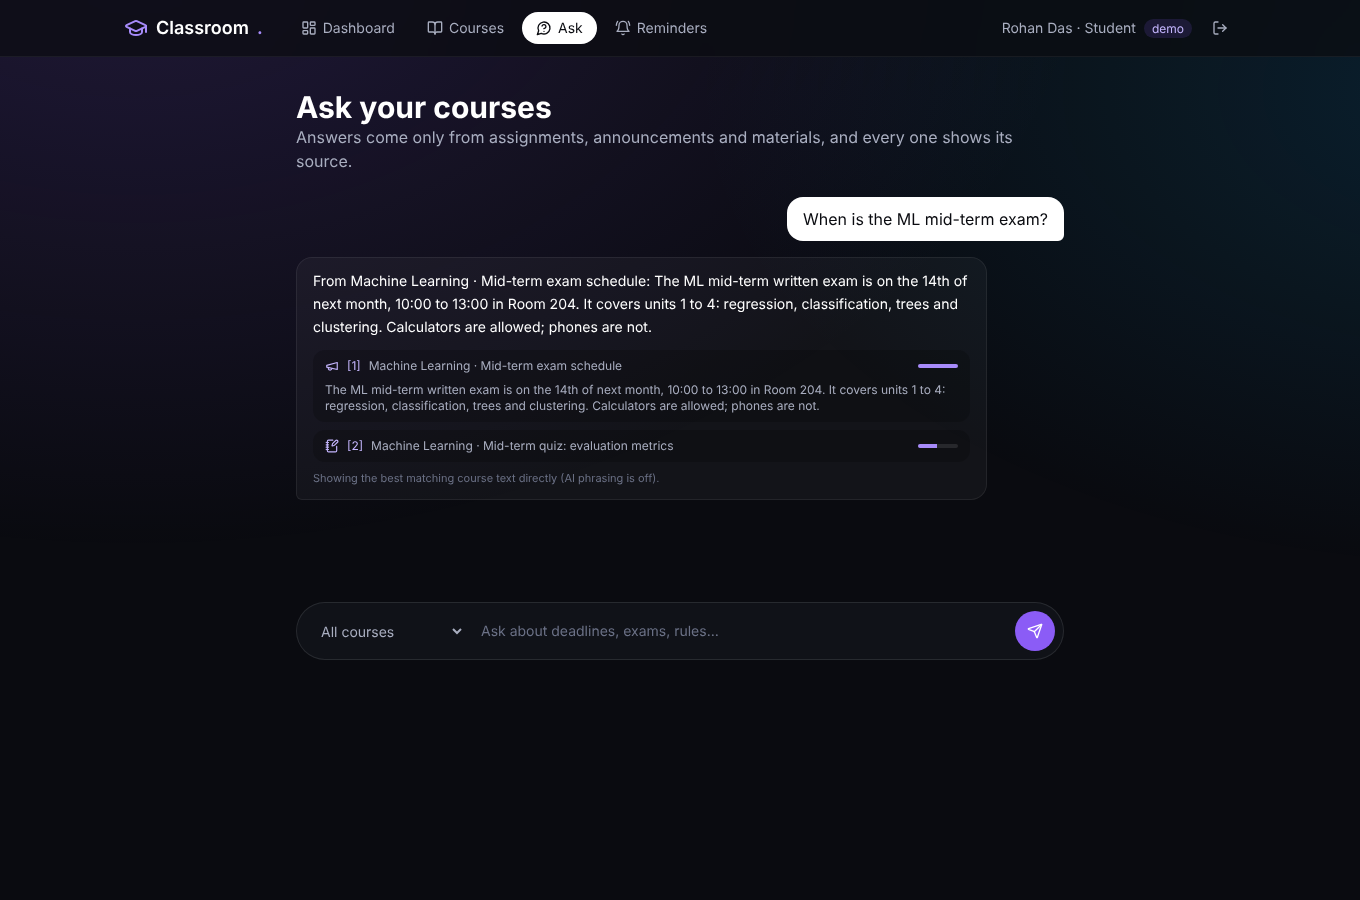 Classroom .
Dashboard
Courses
Ask
Reminders
Rohan Das · Student
demo
Ask your courses
Answers come only from assignments, announcements and materials, and every one shows its
source.
When is the ML mid-term exam?
From Machine Learning · Mid-term exam schedule: The ML mid-term written exam is on the 14th of
next month, 10:00 to 13:00 in Room 204. It covers units 1 to 4: regression, classification, trees and
clustering. Calculators are allowed; phones are not.
[1] Machine Learning · Mid-term exam schedule
The ML mid-term written exam is on the 14th of next month, 10:00 to 13:00 in Room 204. It covers units 1 to 4:
regression, classification, trees and clustering. Calculators are allowed; phones are not.
[2] Machine Learning · Mid-term quiz: evaluation metrics
Showing the best matching course text directly (AI phrasing is off).
All courses
Ask about deadlines, exams, rules...